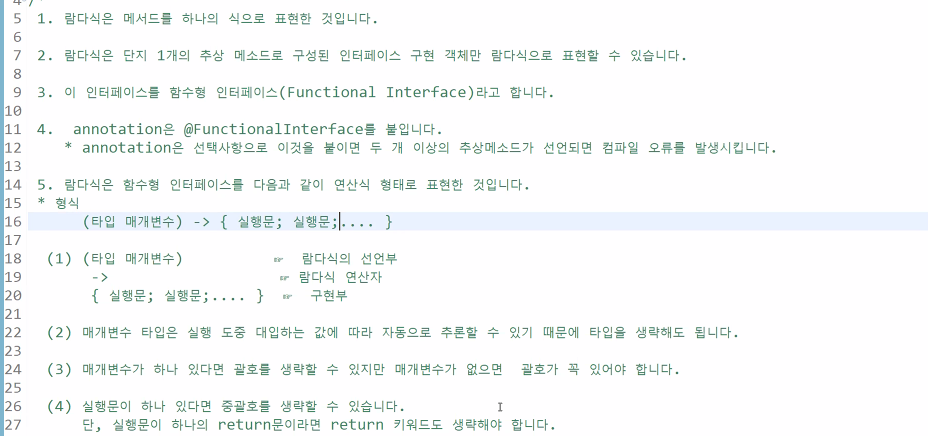 4*/*
5 1. 람다식은 메서드를 하나의 식으로 표현한 것입니다.
6
7 2. 람다식은 단지 1개의 추상 메소드로 구성된 인터페이스 구현 객체만 람다식으로 표현할 수 있습니다.
8
9 3. 이 인터페이스를 함수형 인터페이스(Functional Interface)라고 합니다.
10
11 4. annotation은 @FunctionalInterface를 붙입니다.
12 * annotation은 선택사항으로 이것을 붙이면 두 개 이상의 추상메소드가 선언되면 컴파일 오류를 발생시킵니다.
13
14 5. 람다식은 함수형 인터페이스를 다음과 같이 연산식 형태로 표현한 것입니다.
15 * 형식
16 (타입 매개변수) -> { 실행문; 실행문;.... }
17
18 (1) (타입 매개변수) ☞ 람다식의 선언부
19 -> ☞ 람다식 연산자
20 { 실행문; 실행문;.... } ☞ 구현부
21
22 (2) 매개변수 타입은 실행 도중 대입하는 값에 따라 자동으로 추론할 수 있기 때문에 타입을 생략해도 됩니다.
23
24 (3) 매개변수가 하나 있다면 괄호를 생략할 수 있지만 매개변수가 없으면 괄호가 꼭 있어야 합니다.
25
26 (4) 실행문이 하나 있다면 중괄호를 생략할 수 있습니다.
27 단, 실행문이 하나의 return문이라면 return 키워드도 생략해야 합니다.